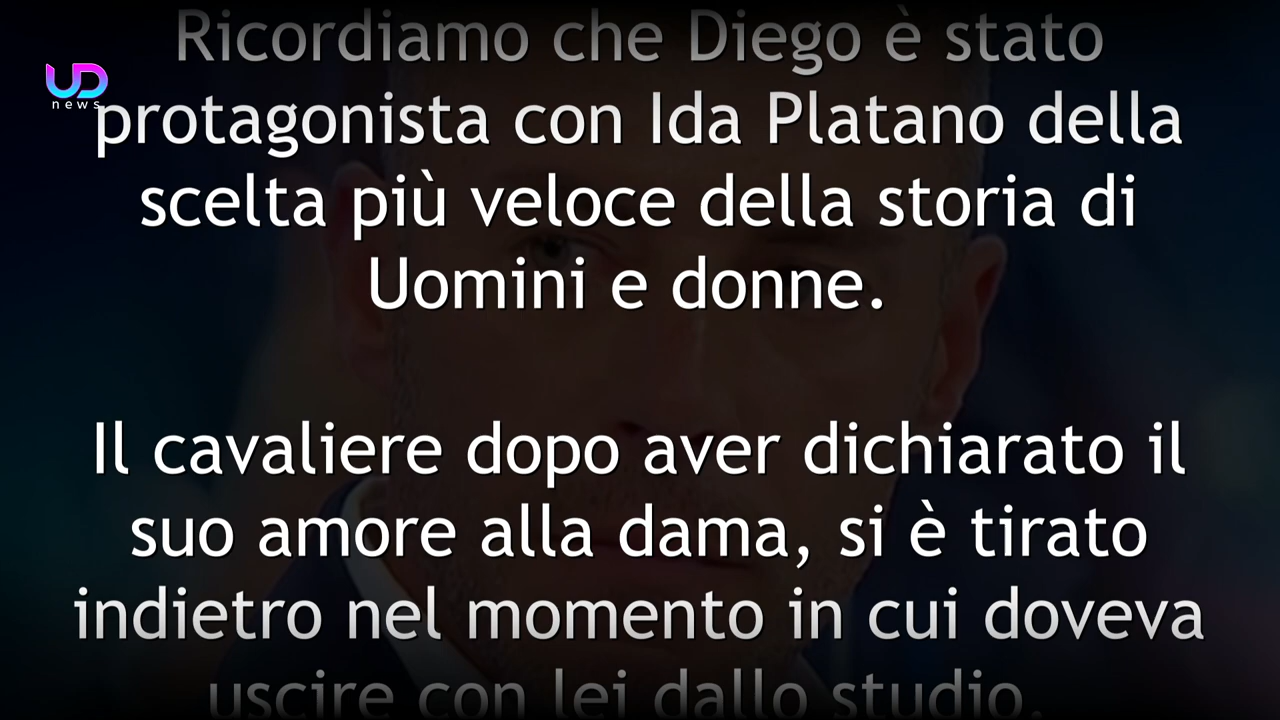 Ricordiamo che Diego è stato
UD
news
protagonista con Ida Platano della
scelta più veloce della storia di
Uomini e donne.
Il cavaliere dopo aver dichiarato il
suo amore alla dama, si è tirato
indietro nel momento in cui doveva
uscire con lei dallo studio.